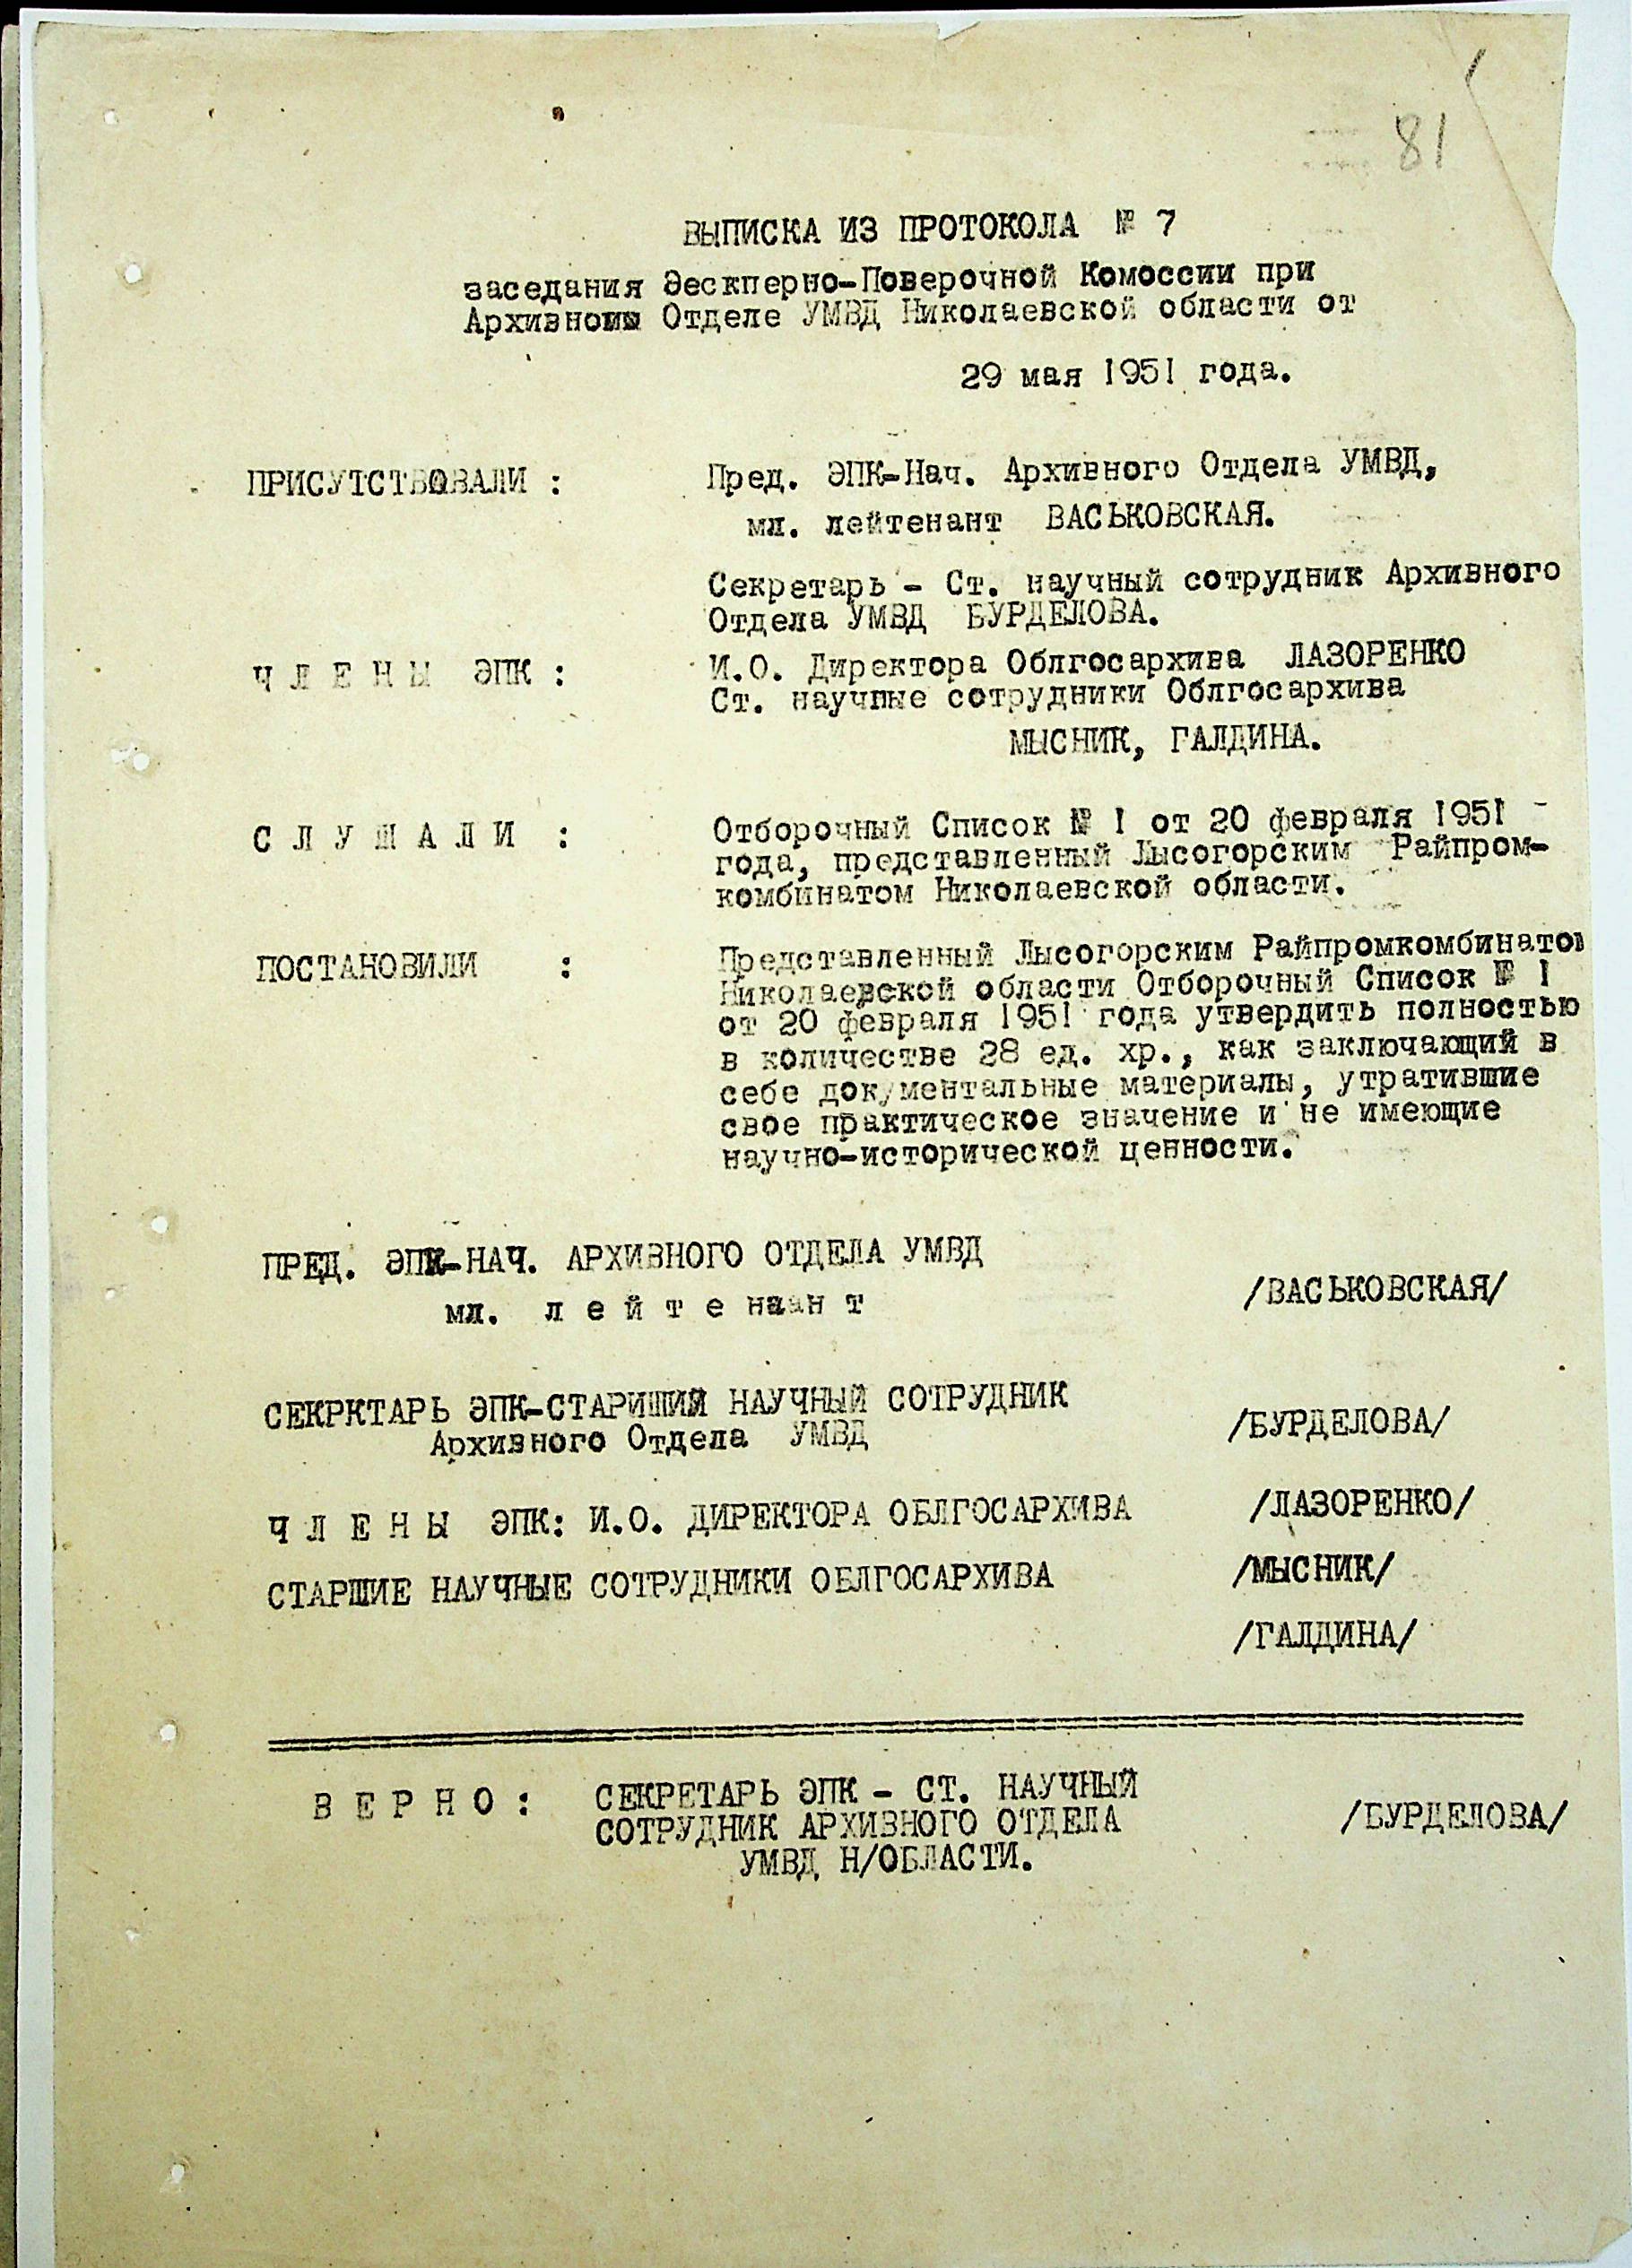 81
ВЫПИСКА ИЗ ПРОТОКОЛА № 7
заседания Эескперно-Поверочной Комоссии при
Архивном Отделе УМВД Николаевской области от
29 мая 1951 года.
ПРИСУТСТВОВАЛИ : Пред. ЭПК-Нач. Архивного Отдела УМВД,
мл. лейтенант ВАСЬКОВСКАЯ.
Секретарь - Ст. научный сотрудник Архивного
Отдела УМВД БУРДЕЛОВА.
Ч Л Е Н Ы ЭПК : И.О. Директора Облгосархива ЛАЗОРЕНКО
Ст. научные сотрудники Облгосархива
МЫСНИК, ГАЛДИНА.
С Л У Ш А Л И : Отборочный Список № 1 от 20 февраля 1951
года, представленный Лысогорским Райпром-
комбинатом Николаевской области.
ПОСТАНОВИЛИ : Представленный Лысогорским Райпромкомбинатом
Николаевской области Отборочный Список № 1
от 20 февраля 1951 года утвердить полностью
в количестве 28 ед. хр., как заключающий в
себе документальные материалы, утратившие
свое практическое значение и не имеющие
научно-исторической ценности.
ПРЕД. ЭПК-НАЧ. АРХИВНОГО ОТДЕЛА УМВД
мл. л е й т е наан т /ВАСЬКОВСКАЯ/
СЕКРКТАРЬ ЭПК-СТАРИШИЙ НАУЧНЫЙ СОТРУДНИК
Архивного Отдела УМВД /БУРДЕЛОВА/
Ч Л Е Н Ы ЭПК: И.О. ДИРЕКТОРА ОБЛГОСАРХИВА /ЛАЗОРЕНКО/
СТАРШИЕ НАУЧНЫЕ СОТРУДНИКИ ОБЛГОСАРХИВА /МЫСНИК/
/ГАЛДИНА/
В Е Р Н О : СЕКРЕТАРЬ ЭПК - СТ. НАУЧНЫЙ
СОТРУДНИК АРХИВНОГО ОТДЕЛА /БУРДЕЛОВА/
УМВД Н/ОБЛАСТИ.